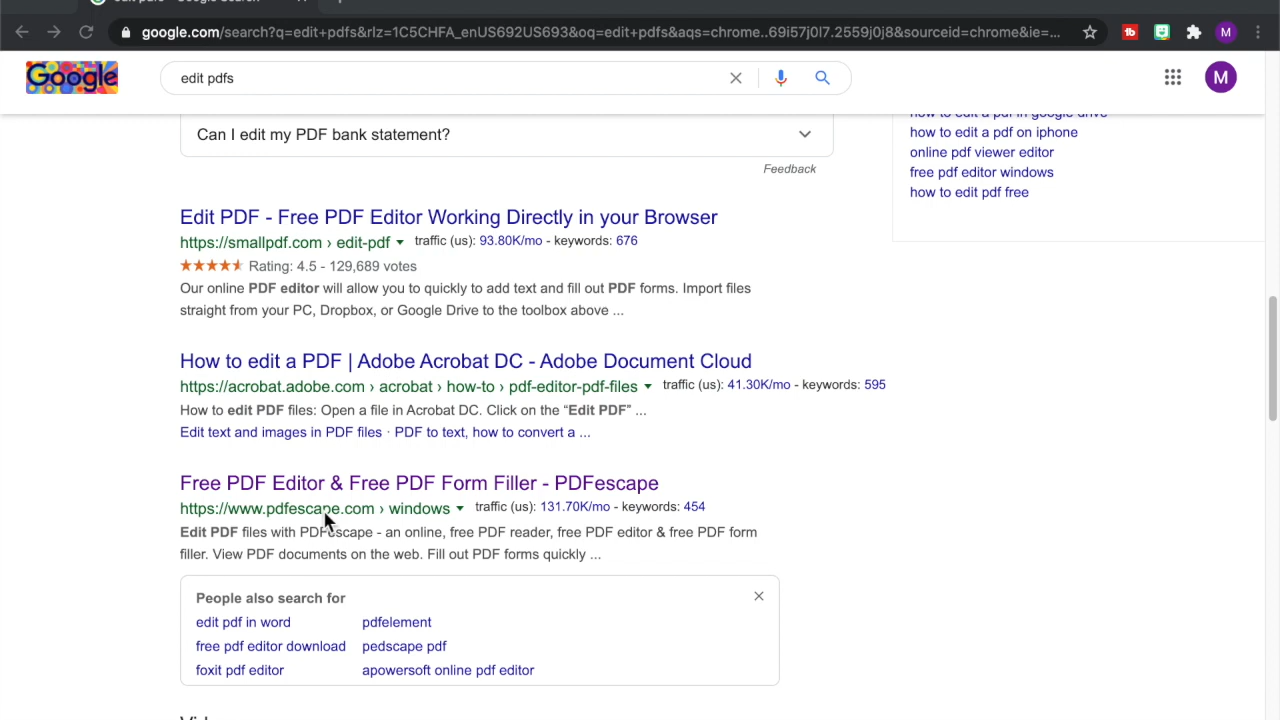 google.com/search?q=edit+pdfs&rlz=1C5CHFA_enUS692US693&oq=edit+pdfs&aqs=chrome..69i57j0l7.2559j0j8&sourceid=chrome&ie=...
M
Google
edit pdfs
M
Can I edit my PDF bank statement?
Feedback
how to edit a pdf in google drive
how to edit a pdf on iphone
online pdf viewer editor
free pdf editor windows
how to edit pdf free
Edit PDF - Free PDF Editor Working Directly in your Browser
https://smallpdf.com › edit-pdf ▼ traffic (us): 93.80K/mo - keywords: 676
Rating: 4.5 - 129,689 votes
Our online PDF editor will allow you to quickly to add text and fill out PDF forms. Import files
straight from your PC, Dropbox, or Google Drive to the toolbox above ...
How to edit a PDF | Adobe Acrobat DC - Adobe Document Cloud
https://acrobat.adobe.com › acrobat › how-to › pdf-editor-pdf-files ▼ traffic (us): 41.30K/mo - keywords: 595
How to edit PDF files: Open a file in Acrobat DC. Click on the “Edit PDF” ...
Edit text and images in PDF files · PDF to text, how to convert a ...
Free PDF Editor & Free PDF Form Filler - PDFescape
https://www.pdfescape.com › windows ▼ traffic (us): 131.70K/mo - keywords: 454
Edit PDF files with PDFescape - an online, free PDF reader, free PDF editor & free PDF form
filler. View PDF documents on the web. Fill out PDF forms quickly ...
People also search for
edit pdf in word pdfelement
free pdf editor download pedscape pdf
foxit pdf editor apowersoft online pdf editor